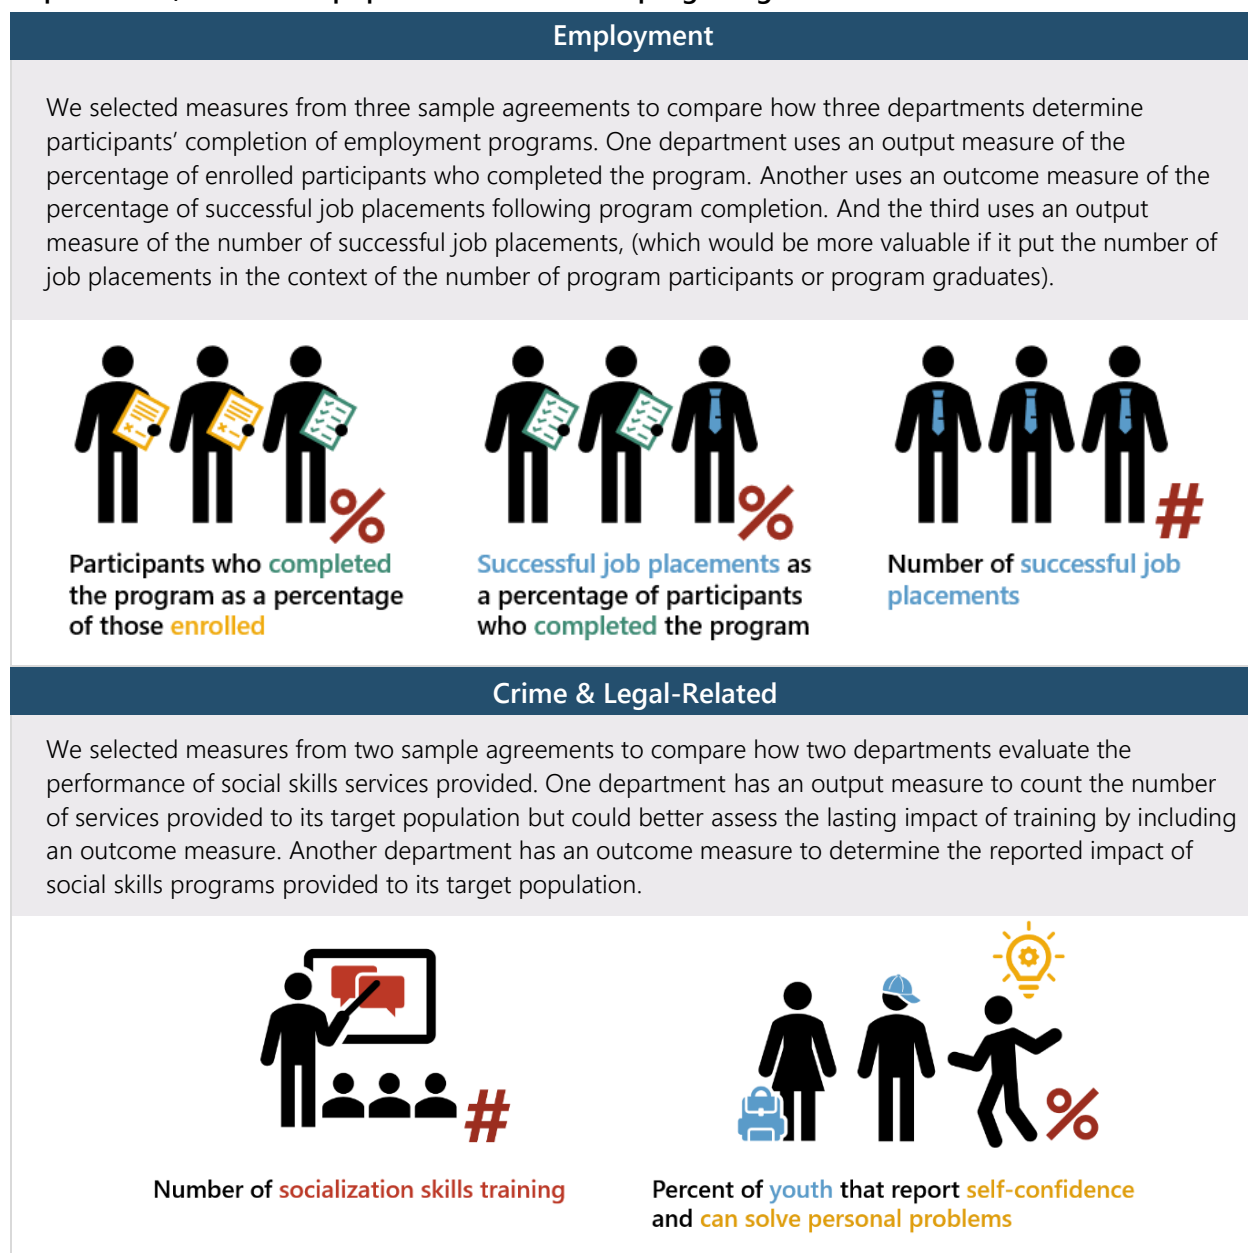 Employment
We selected measures from three sample agreements to compare how three departments determine
participants’ completion of employment programs. One department uses an output measure of the
percentage of enrolled participants who completed the program. Another uses an outcome measure of the
percentage of successful job placements following program completion. And the third uses an output
measure of the number of successful job placements, (which would be more valuable if it put the number of
job placements in the context of the number of program participants or program graduates).
%
Participants who completed
the program as a percentage
of those enrolled
%
Successful job placements as
a percentage of participants
who completed the program
#
Number of successful job
placements
Crime & Legal-Related
We selected measures from two sample agreements to compare how two departments evaluate the
performance of social skills services provided. One department has an output measure to count the number
of services provided to its target population but could better assess the lasting impact of training by including
an outcome measure. Another department has an outcome measure to determine the reported impact of
social skills programs provided to its target population.
#
Number of socialization skills training
%
Percent of youth that report self-confidence
and can solve personal problems